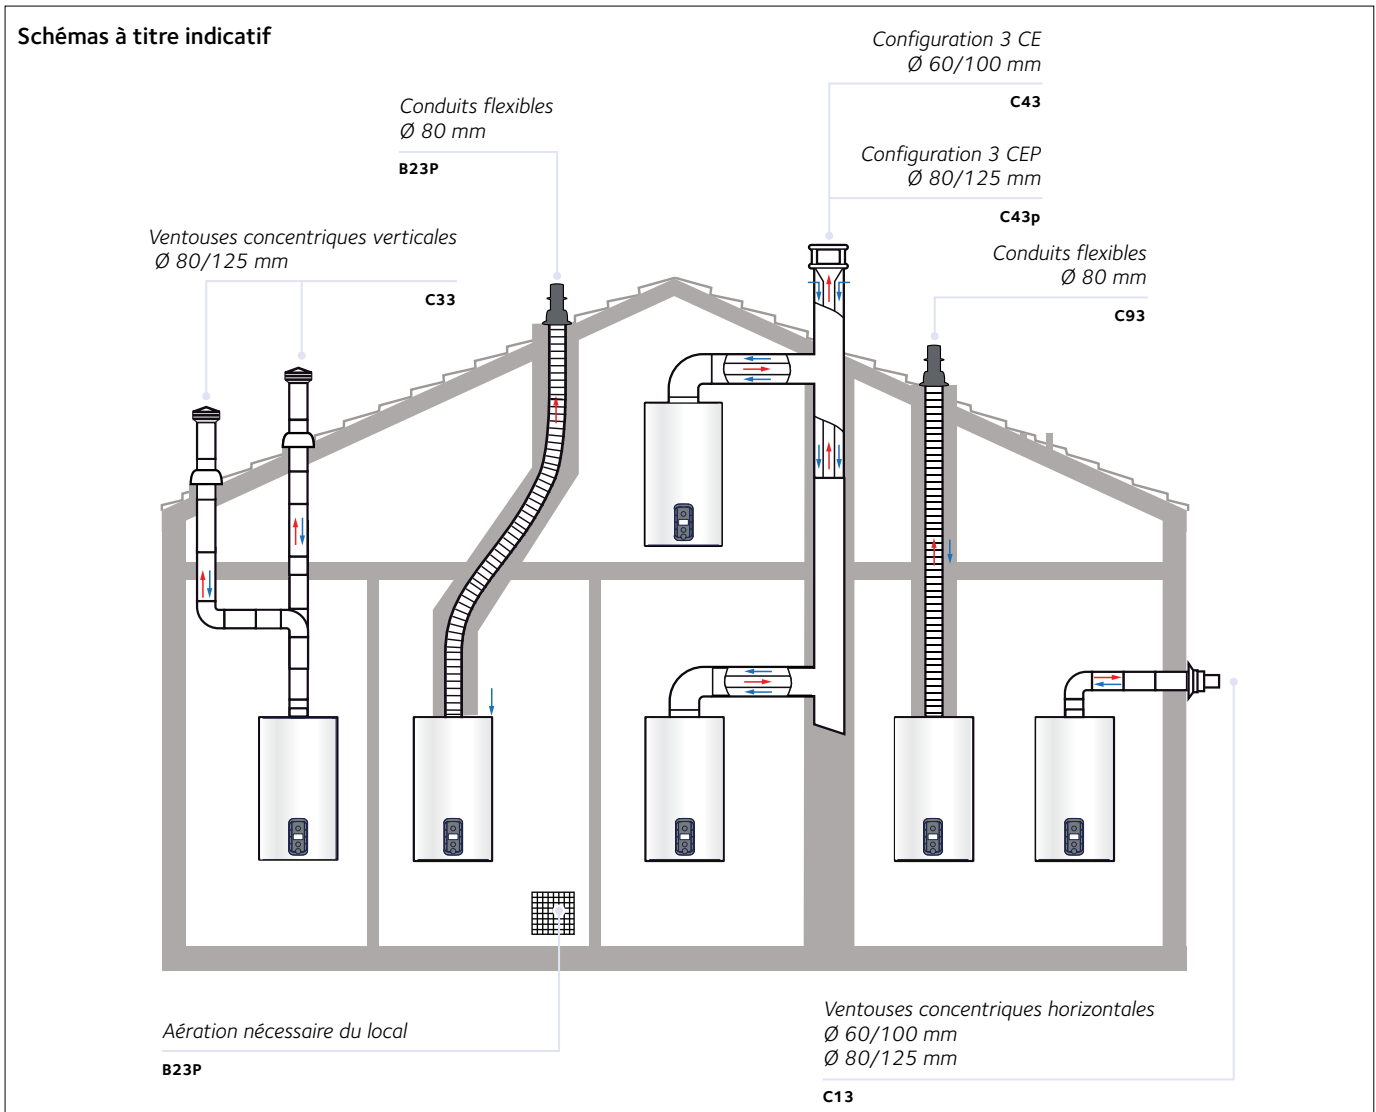 Schémas à titre indicatif
Configuration 3 CE
Ø 60/100 mm
C43
Conduits flexibles
Ø 80 mm
B23P
Configuration 3 CEP
Ø 80/125 mm
C43p
Ventouses concentriques verticales
Ø 80/125 mm
C33
Conduits flexibles
Ø 80 mm
C93
Aération nécessaire du local
B23P
Ventouses concentriques horizontales
Ø 60/100 mm
Ø 80/125 mm
C13